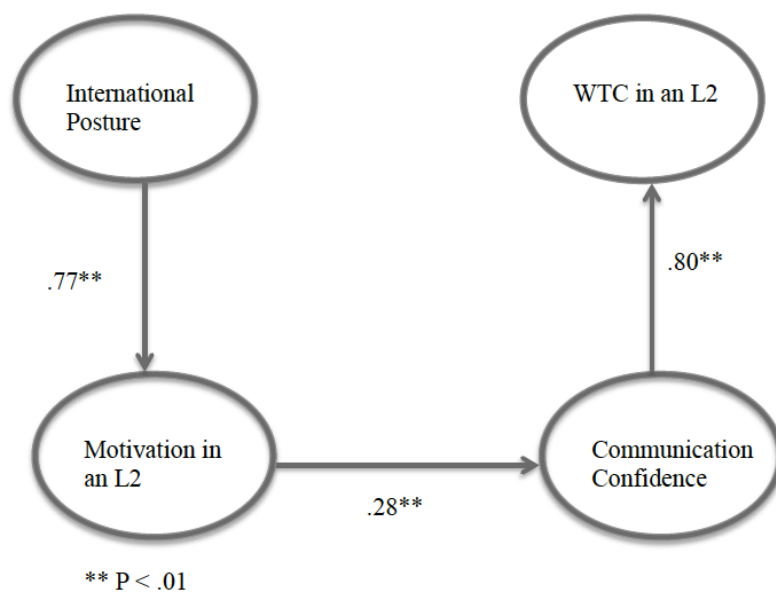 International
Posture
WTC in an L2
.77**
.80**
Motivation in
an L2
Communication
Confidence
.28**
** P < .01